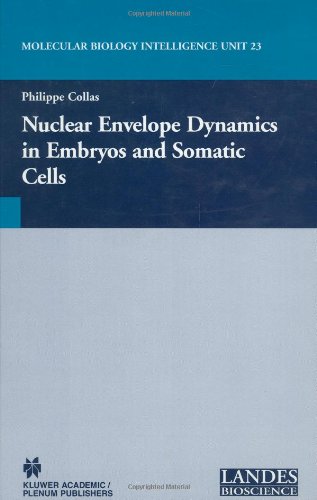 MOLECULAR BIOLOGY INTELLIGENCE UNIT 23
Philippe Collas
Nuclear Envelope Dynamics
in Embryos and Somatic
Cells
KLUWER ACADEMIC /
PLENUM PUBLISHERS
LANDES
BIOSCIENCE